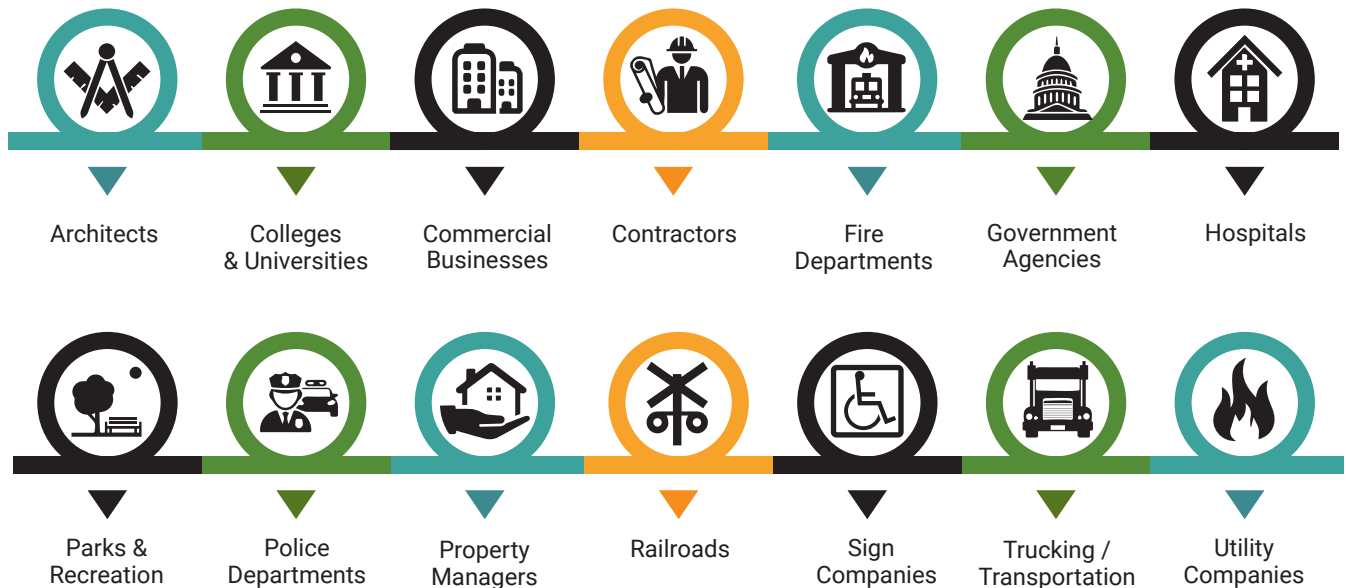 Architects
Colleges
& Universities
Commercial
Businesses
Contractors
Fire
Departments
Government
Agencies
Hospitals
Parks &
Recreation
Police
Departments
Property
Managers
Railroads
Sign
Companies
Trucking /
Transportation
Utility
Companies